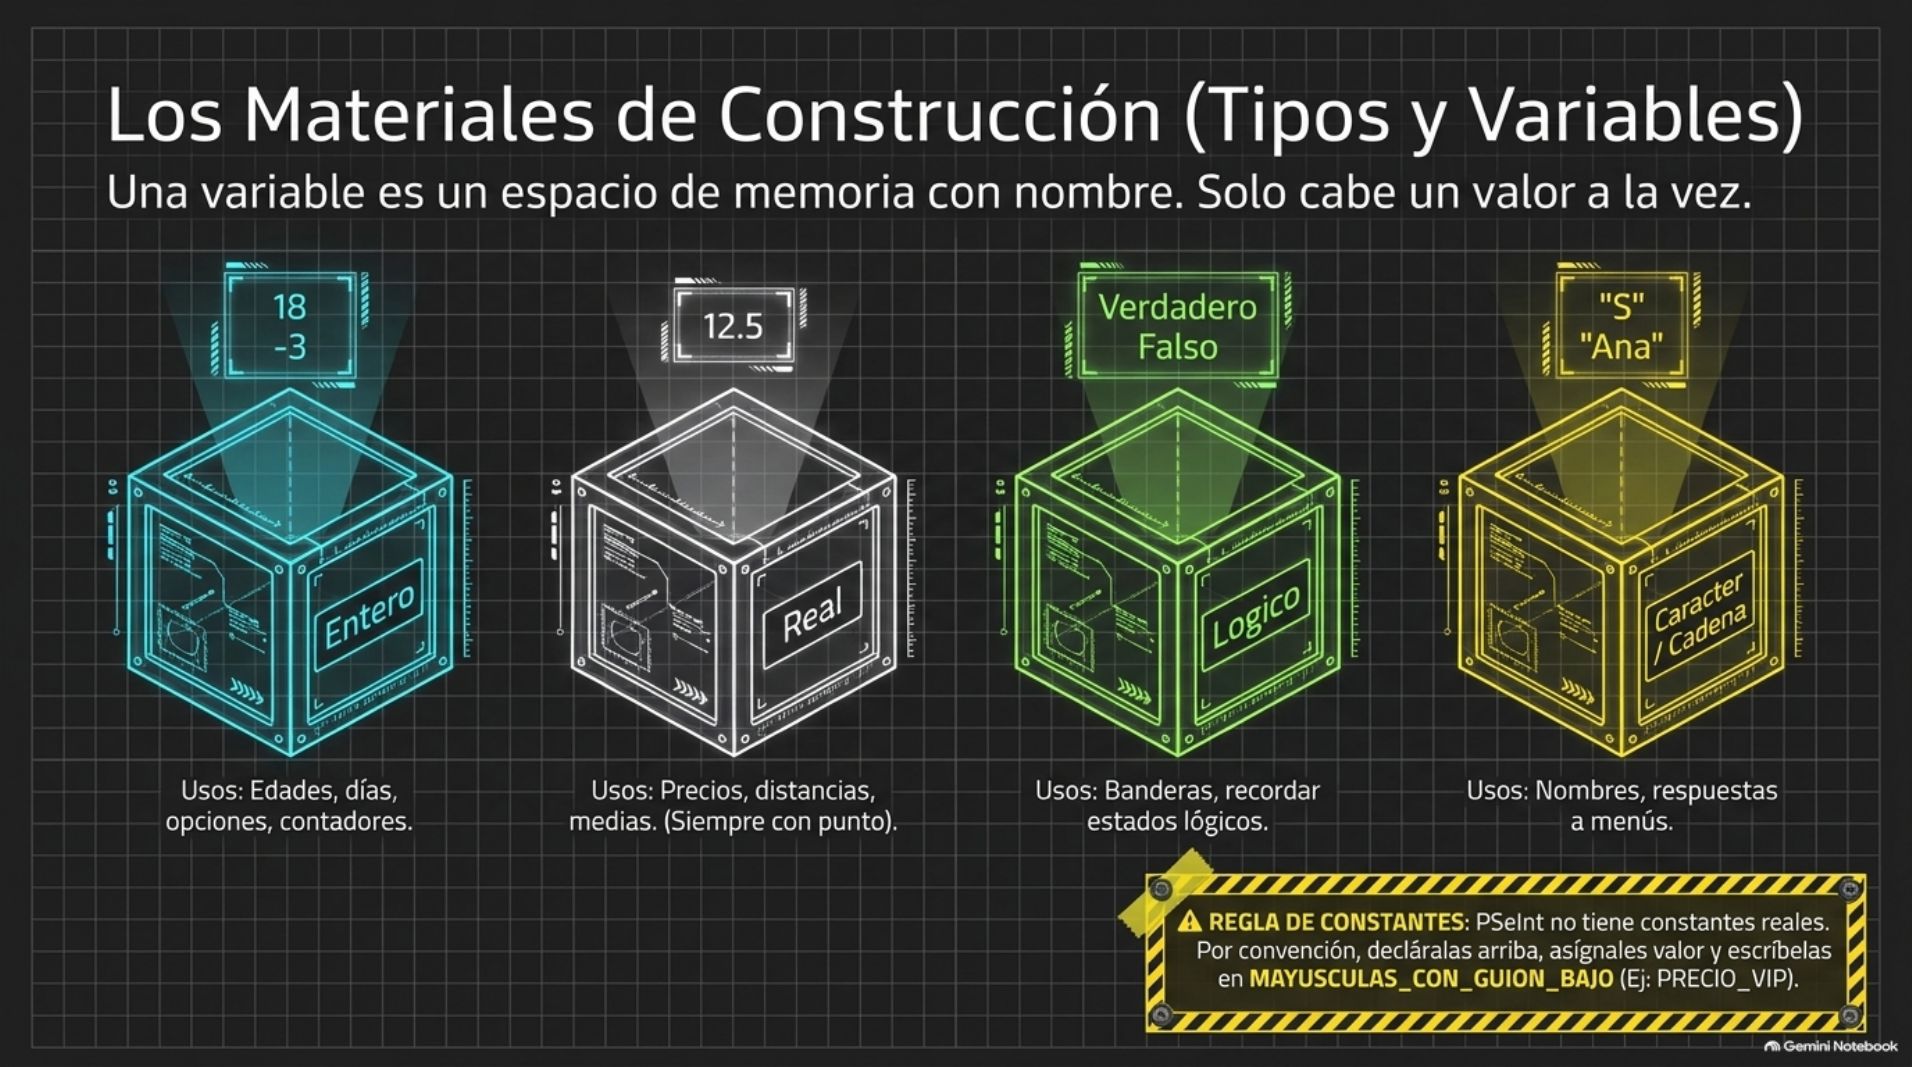 Los Materiales de Construcción (Tipos y Variables)
Una variable es un espacio de memoria con nombre. Solo cabe un valor a la vez.
18
-3
Entero
Usos: Edades, días,
opciones, contadores.
12.5
Real
Usos: Precios, distancias,
medias. (Siempre con punto).
Verdadero
Falso
Logico
Usos: Banderas, recordar
estados lógicos.
"S"
"Ana"
Caracter
/ Cadena
Usos: Nombres, respuestas
a menús.
REGLA DE CONSTANTES: PSeInt no tiene constantes reales.
Por convención, decláralas arriba, asígnales valor y escríbelas
en MAYUSCULAS_CON_GUION_BAJO (Ej: PRECIO_VIP).
Gemini Notebook